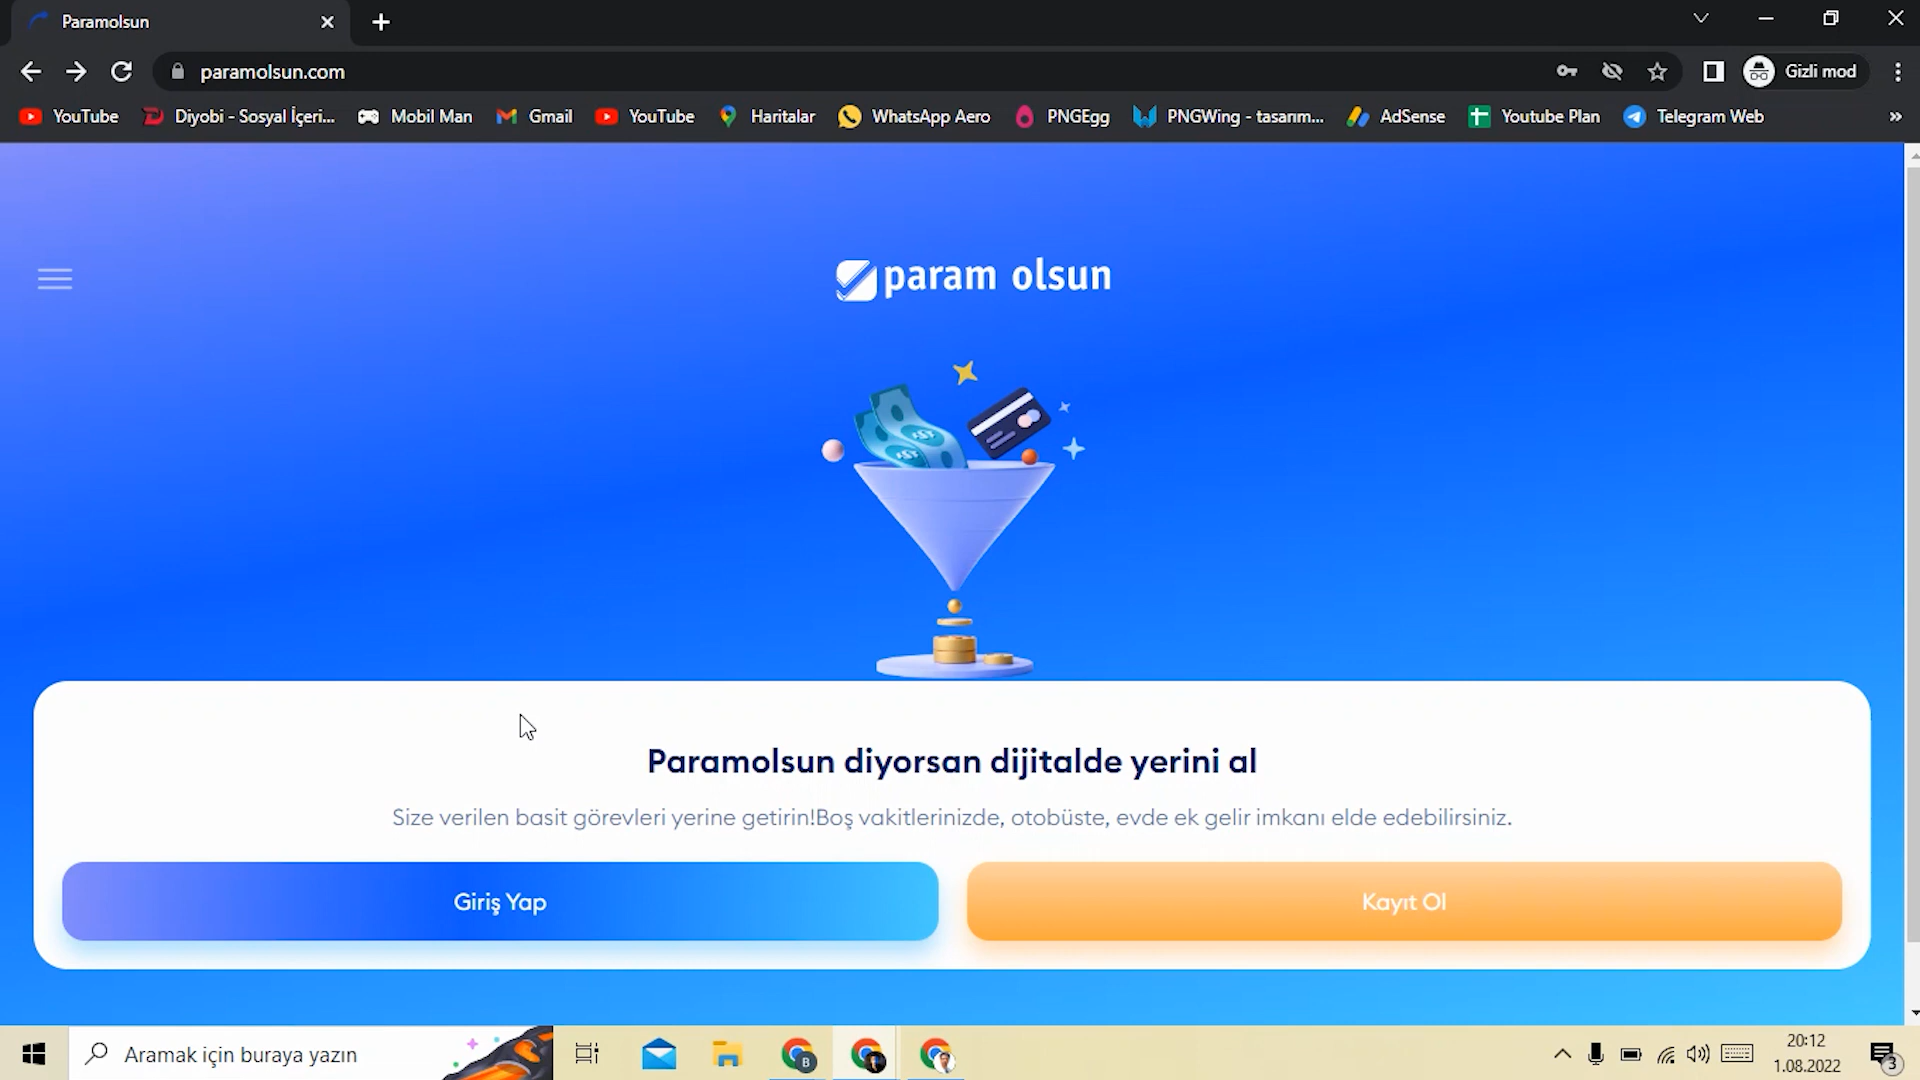 Paramolsun
paramolsun.com
Gizli mod
YouTube
Diyobi - Sosyal İçeri...
Mobil Man
Gmail
YouTube
Haritalar
WhatsApp Aero
PNGEgg
PNGWing - tasarım...
AdSense
Youtube Plan
Telegram Web
»
param olsun
Paramolsun diyorsan dijitalde yerini al
Size verilen basit görevleri yerine getirin!Boş vakitlerinizde, otobüste, evde ek gelir imkanı elde edebilirsiniz.
Giriş Yap
Kayıt Ol
Aramak için buraya yazın
B
20:12
1.08.2022
3